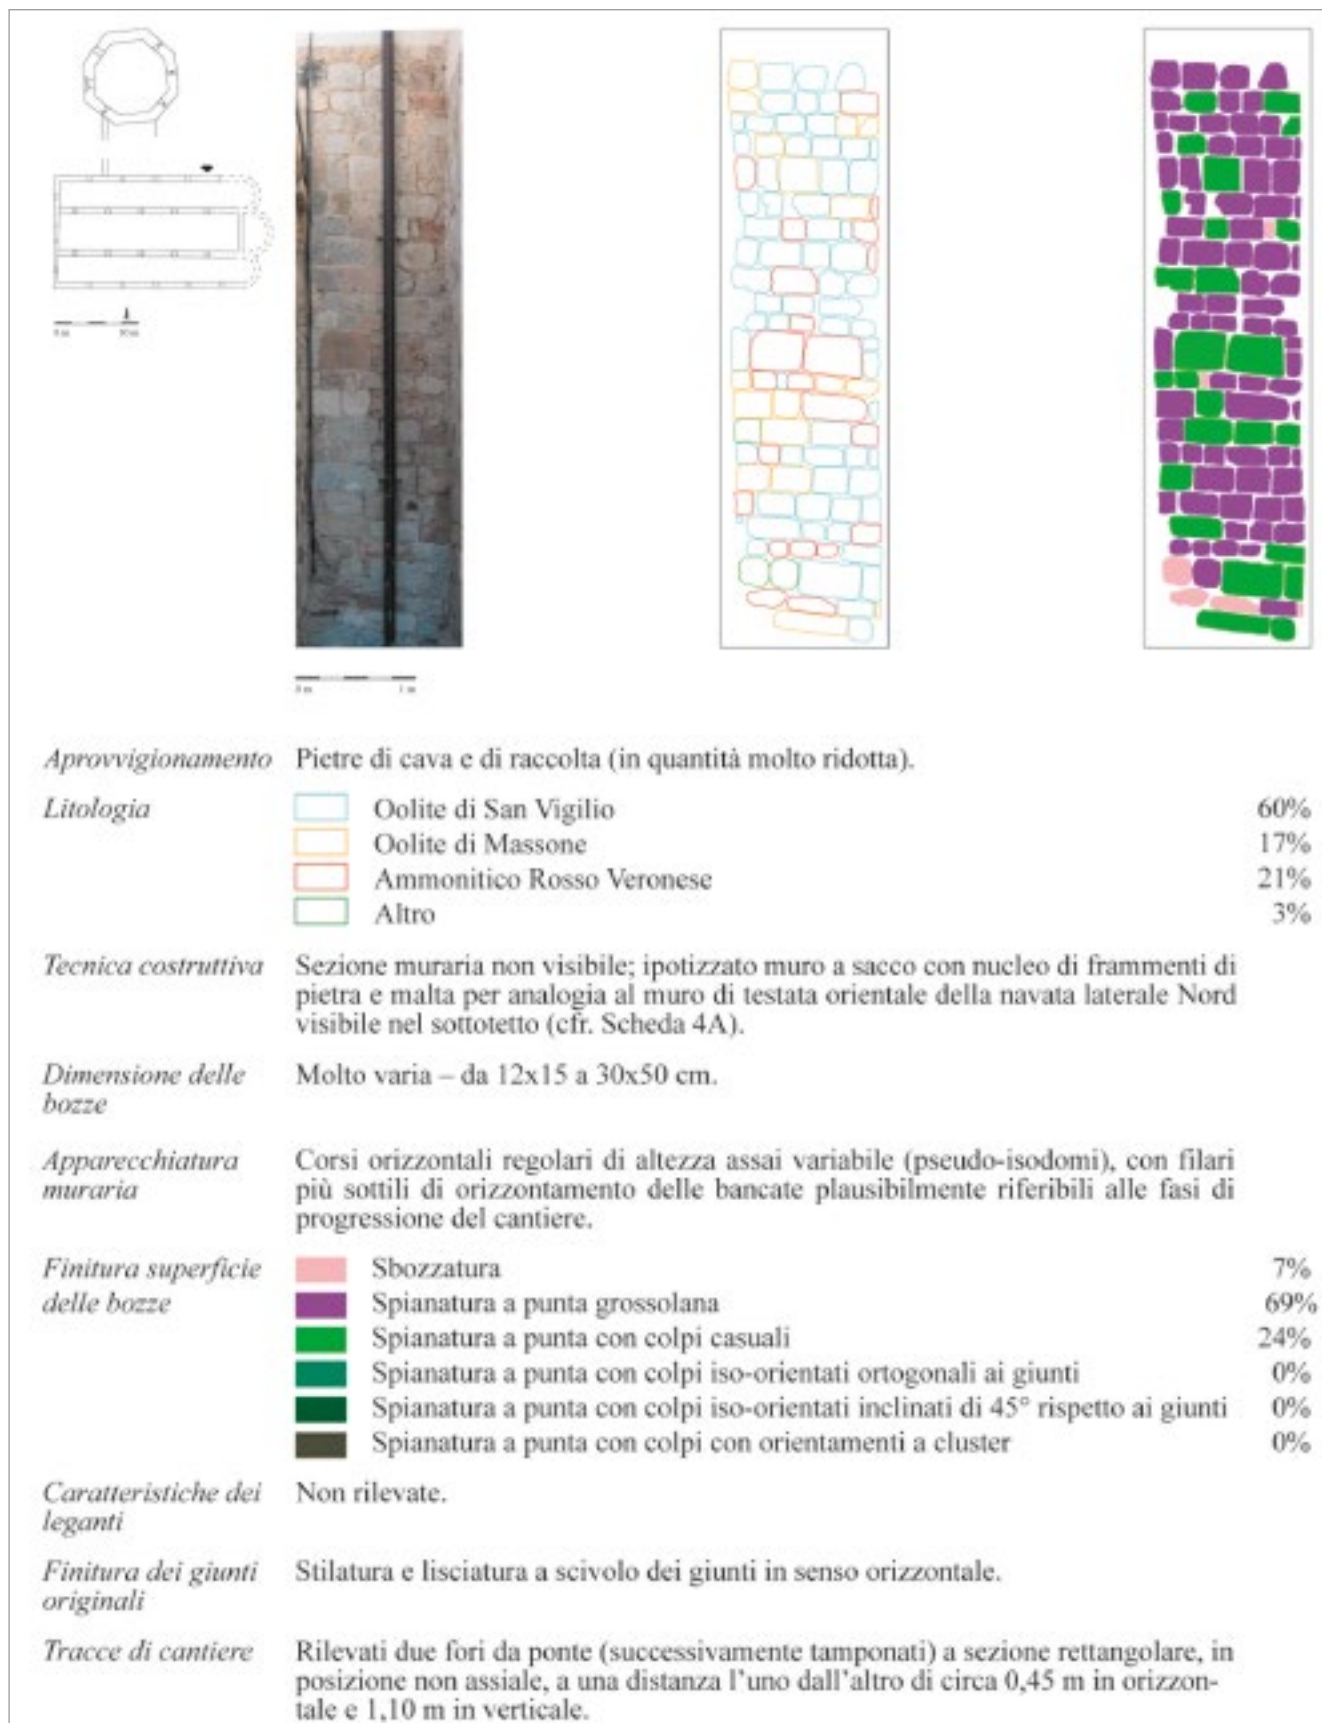 0 m 10 m
0 m 1 m
Aprovvigionamento Pietre di cava e di raccolta (in quantità molto ridotta).
Litologia Oolite di San Vigilio 60%
Oolite di Massone 17%
Ammonitico Rosso Veronese 21%
Altro 3%
Tecnica costruttiva Sezione muraria non visibile; ipotizzato muro a sacco con nucleo di frammenti di
pietra e malta per analogia al muro di testata orientale della navata laterale Nord
visibile nel sottotetto (cfr. Scheda 4A).
Dimensione delle Molto varia – da 12x15 a 30x50 cm.
bozze
Apparecchiatura Corsi orizzontali regolari di altezza assai variabile (pseudo-isodomi), con filari
muraria più sottili di orizzontamento delle bancate plausibilmente riferibili alle fasi di
progressione del cantiere.
Finitura superficie Sbozzatura 7%
delle bozze Spianatura a punta grossolana 69%
Spianatura a punta con colpi casuali 24%
Spianatura a punta con colpi iso-orientati ortogonali ai giunti 0%
Spianatura a punta con colpi iso-orientati inclinati di 45° rispetto ai giunti 0%
Spianatura a punta con colpi con orientamenti a cluster 0%
Caratteristiche dei Non rilevate.
leganti
Finitura dei giunti Stilatura e lisciatura a scivolo dei giunti in senso orizzontale.
originali
Tracce di cantiere Rilevati due fori da ponte (successivamente tamponati) a sezione rettangolare, in
posizione non assiale, a una distanza l'uno dall'altro di circa 0,45 m in orizzon-
tale e 1,10 m in verticale.